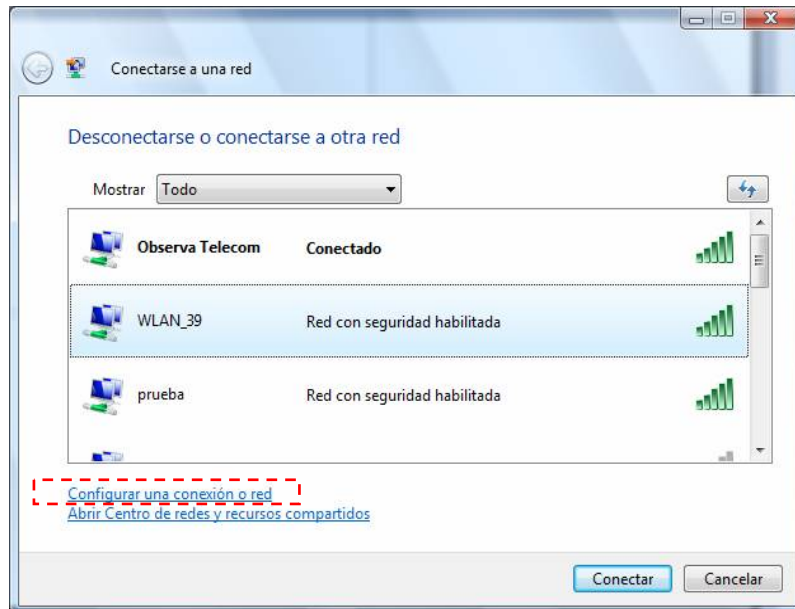 Conectarse a una red
Desconectarse o conectarse a otra red
Mostrar Todo
Observa Telecom Conectado
WLAN_39 Red con seguridad habilitada
prueba Red con seguridad habilitada
Configurar una conexión o red
Abrir Centro de redes y recursos compartidos
Conectar Cancelar